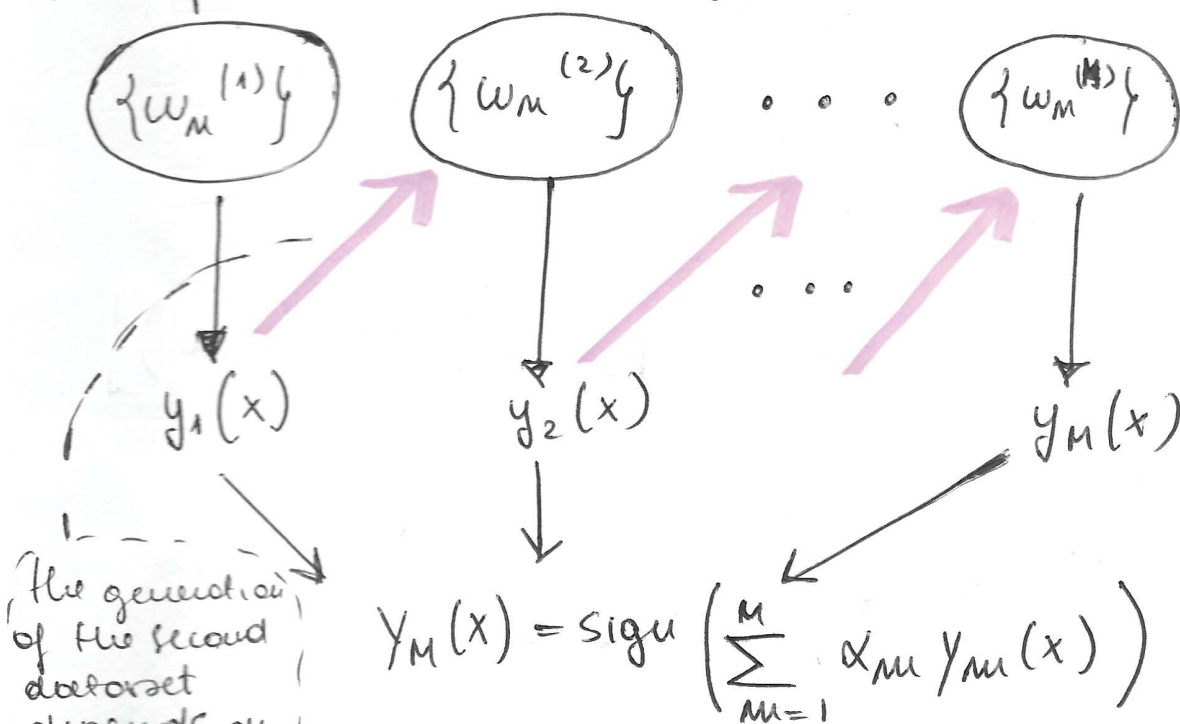 {w_n^(1)} {w_n^(2)} . . . {w_n^(M)}
. . .
y_1(x) y_2(x) y_M(x)
The generation
of the second
dataset
depends on
Y_M(x) = sign ( Σ_{m=1}^{M} α_m y_m(x) )